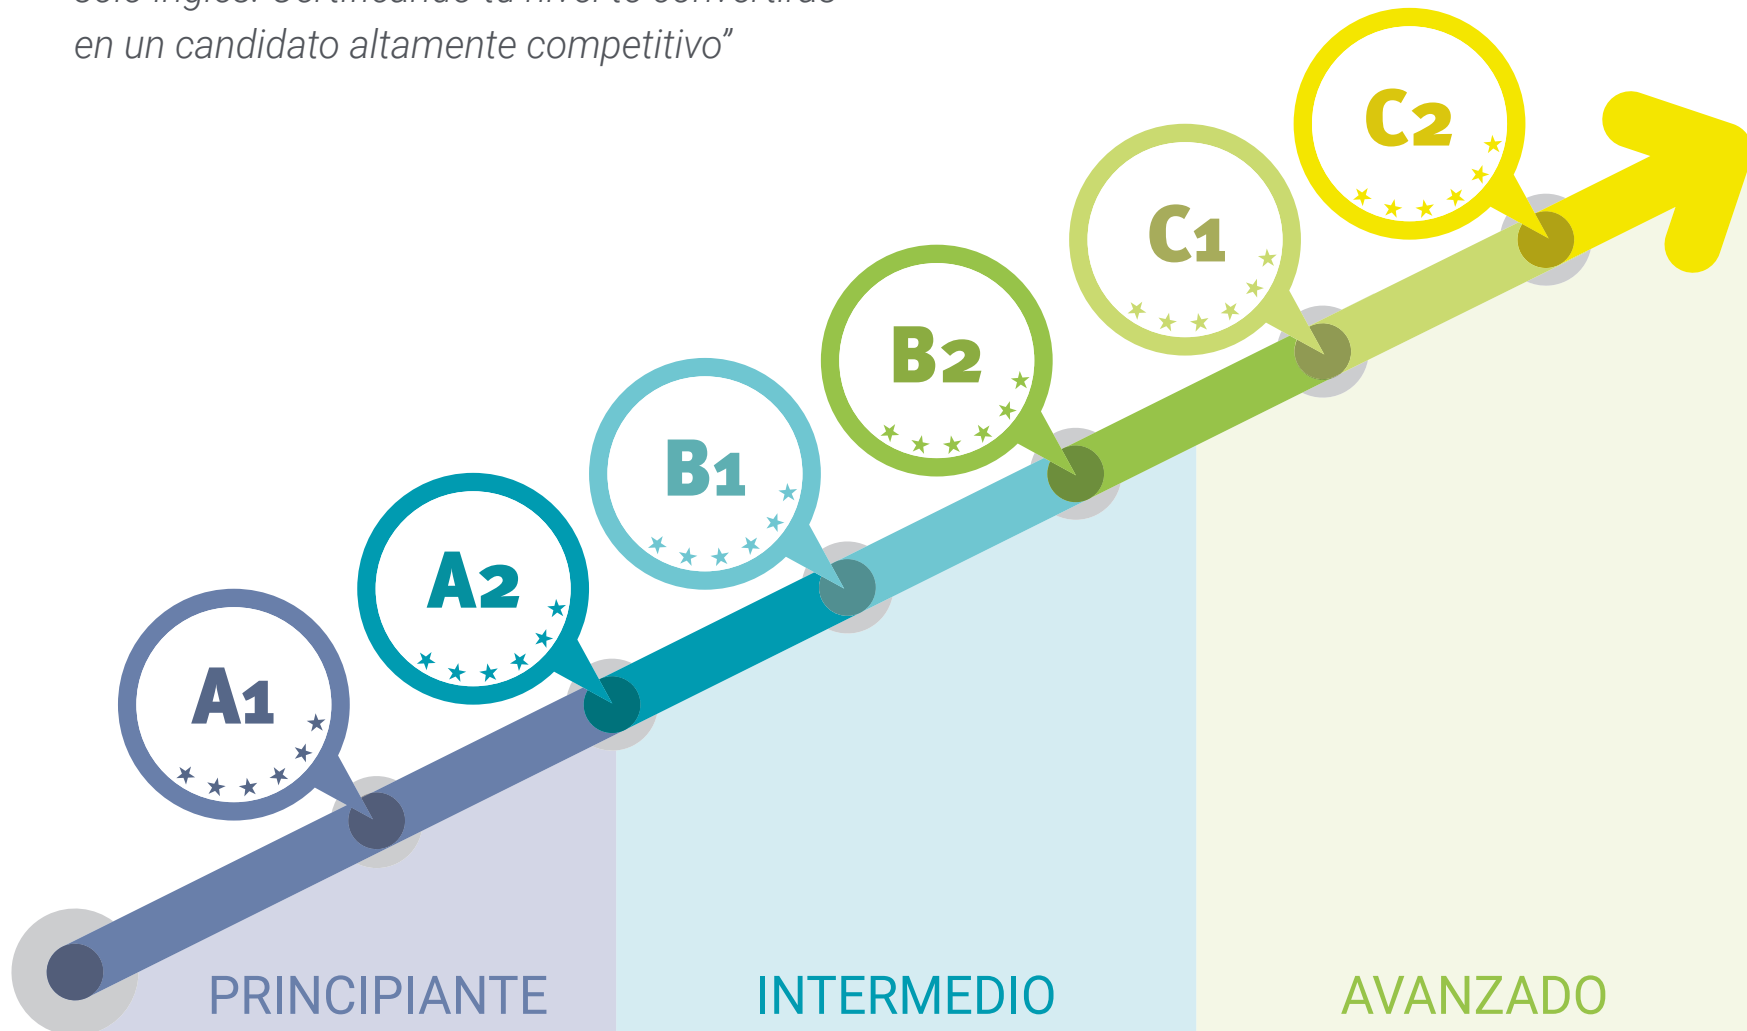 en un candidato altamente competitivo”
C2
C1
B2
B1
A2
A1
PRINCIPIANTE
INTERMEDIO
AVANZADO